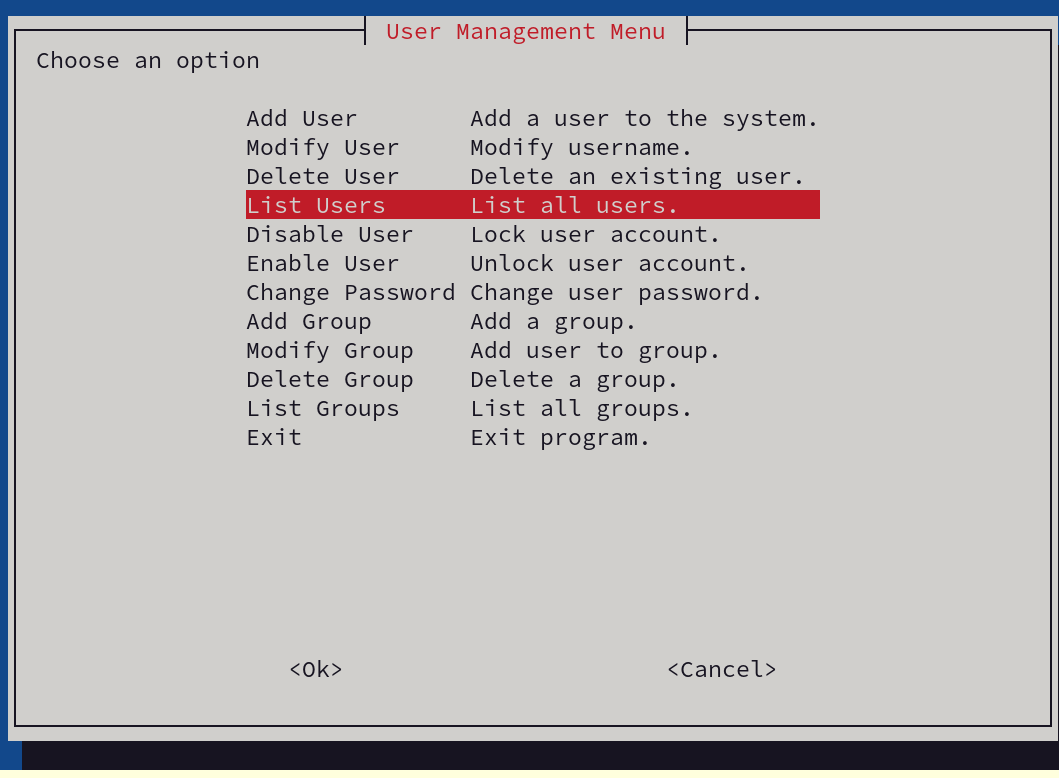 User Management Menu
Choose an option
Add User Add a user to the system.
Modify User Modify username.
Delete User Delete an existing user.
List Users List all users.
Disable User Lock user account.
Enable User Unlock user account.
Change Password Change user password.
Add Group Add a group.
Modify Group Add user to group.
Delete Group Delete a group.
List Groups List all groups.
Exit Exit program.
<Ok> <Cancel>